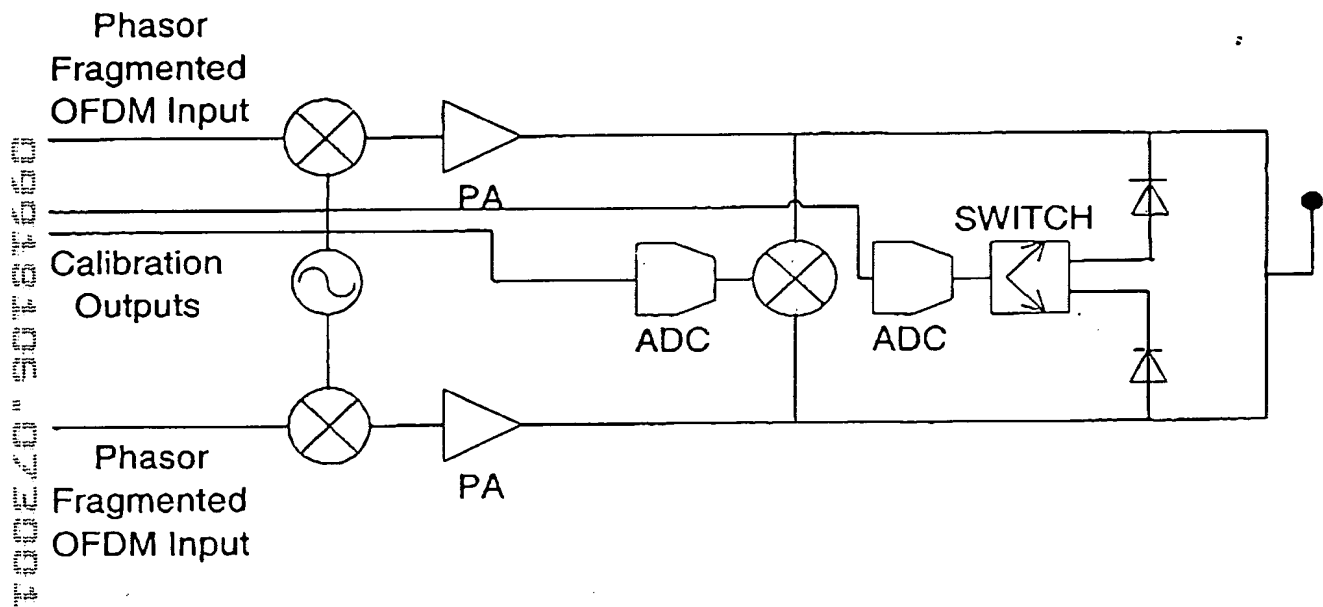 Phasor
Fragmented
OFDM Input
PA
SWITCH
Calibration
Outputs
ADC
ADC
Phasor
Fragmented
OFDM Input
PA